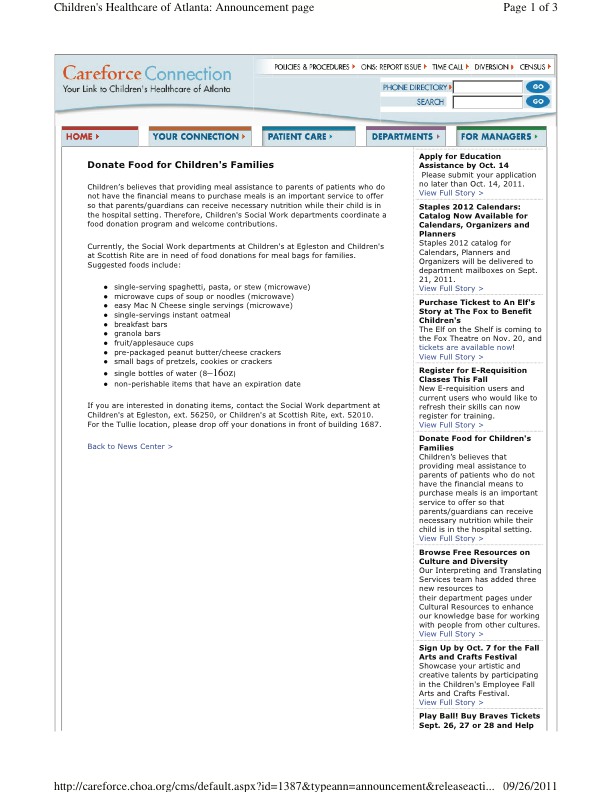 Children's Healthcare of Atlanta: Announcement page
Page 1 of 3
Careforce Connection
Your Link to Children's Healthcare of Atlanta
POLICIES & PROCEDURES ONS: REPORT ISSUE TIME CALL DIVERSION CENSUS
PHONE DIRECTORY GO
SEARCH GO
HOME YOUR CONNECTION PATIENT CARE DEPARTMENTS FOR MANAGERS
Donate Food for Children's Families
Children's believes that providing meal assistance to parents of patients who do
not have the financial means to purchase meals is an important service to offer
so that parents/guardians can receive necessary nutrition while their child is in
the hospital setting. Therefore, Children's Social Work departments coordinate a
food donation program and welcome contributions.
Currently, the Social Work departments at Children's at Egleston and Children's
at Scottish Rite are in need of food donations for meal bags for families.
Suggested foods include:
• single-serving spaghetti, pasta, or stew (microwave)
• microwave cups of soup or noodles (microwave)
• easy Mac N Cheese single servings (microwave)
• single-servings instant oatmeal
• breakfast bars
• granola bars
• fruit/applesauce cups
• pre-packaged peanut butter/cheese crackers
• small bags of pretzels, cookies or crackers
• single bottles of water (8–16oz)
• non-perishable items that have an expiration date
If you are interested in donating items, contact the Social Work department at
Children's at Egleston, ext. 56250, or Children's at Scottish Rite, ext. 52010.
For the Tullie location, please drop off your donations in front of building 1687.
Back to News Center >
Apply for Education
Assistance by Oct. 14
Please submit your application
no later than Oct. 14, 2011.
View Full Story >
Staples 2012 Calendars:
Catalog Now Available for
Calendars, Organizers and
Planners
Staples 2012 catalog for
Calendars, Planners and
Organizers will be delivered to
department mailboxes on Sept.
21, 2011.
View Full Story >
Purchase Tickest to An Elf's
Story at The Fox to Benefit
Children's
The Elf on the Shelf is coming to
the Fox Theatre on Nov. 20, and
tickets are available now!
View Full Story >
Register for E-Requisition
Classes This Fall
New E-requisition users and
current users who would like to
refresh their skills can now
register for training.
View Full Story >
Donate Food for Children's
Families
Children's believes that
providing meal assistance to
parents of patients who do not
have the financial means to
purchase meals is an important
service to offer so that
parents/guardians can receive
necessary nutrition while their
child is in the hospital setting.
View Full Story >
Browse Free Resources on
Culture and Diversity
Our Interpreting and Translating
Services team has added three
new resources to
their department pages under
Cultural Resources to enhance
our knowledge base for working
with people from other cultures.
View Full Story >
Sign Up by Oct. 7 for the Fall
Arts and Crafts Festival
Showcase your artistic and
creative talents by participating
in the Children's Employee Fall
Arts and Crafts Festival.
View Full Story >
Play Ball! Buy Braves Tickets
Sept. 26, 27 or 28 and Help
http://careforce.choa.org/cms/default.aspx?id=1387&typeann=announcement&releaseacti...
09/26/2011